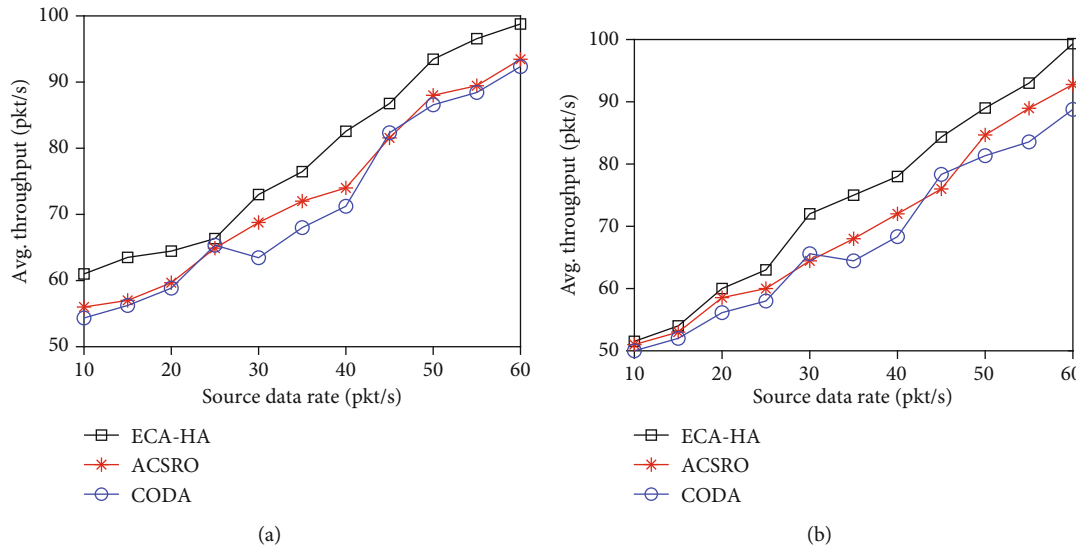 100
90
80
70
60
50
Avg. throughput (pkt/s)
10 20 30 40 50 60
Source data rate (pkt/s)
ECA-HA
ACSRO
CODA
(a)
100
90
80
70
60
50
Avg. throughput (pkt/s)
10 20 30 40 50 60
Source data rate (pkt/s)
ECA-HA
ACSRO
CODA
(b)